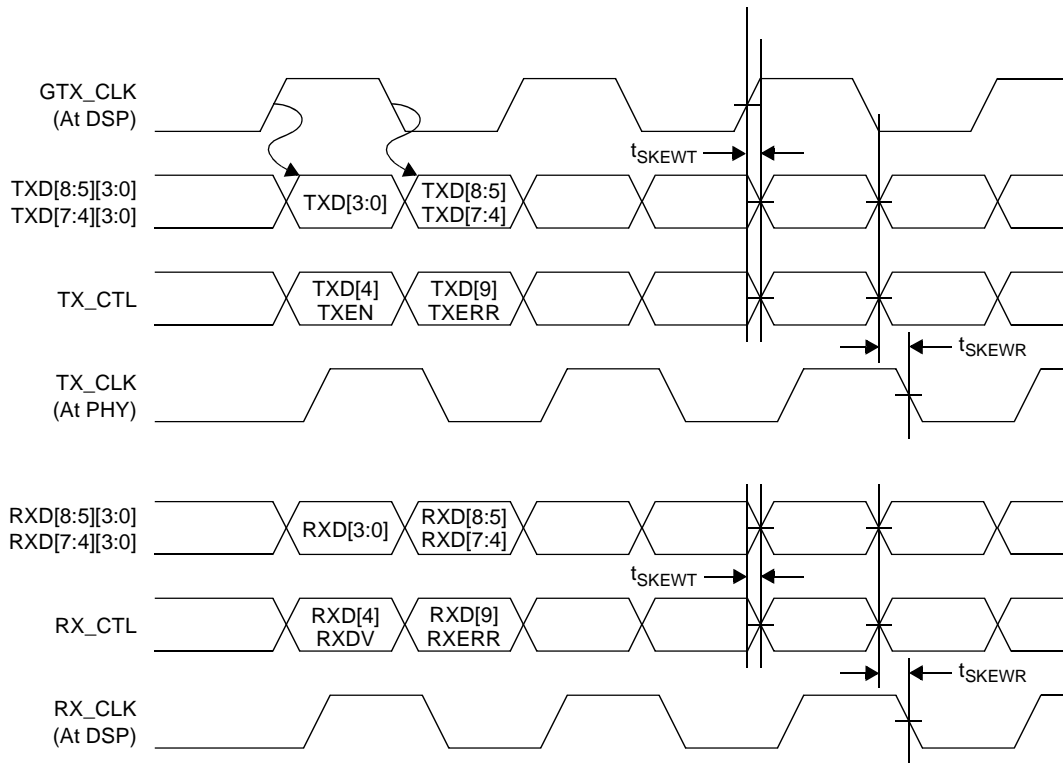 GTX_CLK
(At DSP)
tSKEWT
TXD[8:5][3:0]
TXD[7:4][3:0]
TXD[3:0]
TXD[8:5]
TXD[7:4]
TX_CTL
TXD[4]
TXEN
TXD[9]
TXERR
tSKEWR
TX_CLK
(At PHY)
RXD[8:5][3:0]
RXD[7:4][3:0]
RXD[3:0]
RXD[8:5]
RXD[7:4]
tSKEWT
RX_CTL
RXD[4]
RXDV
RXD[9]
RXERR
tSKEWR
RX_CLK
(At DSP)